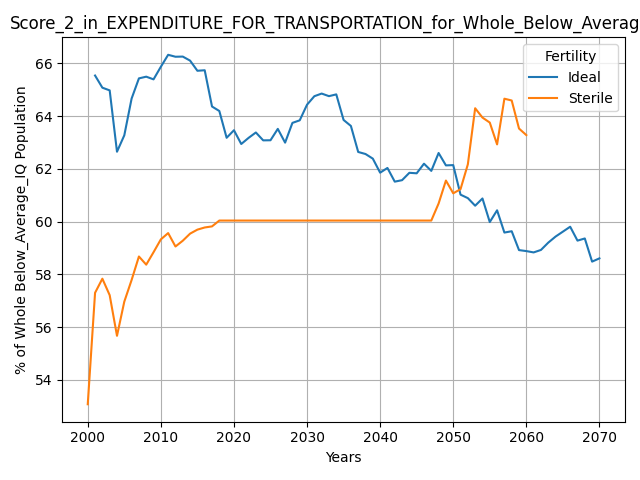 Score_2_in_EXPENDITURE_FOR_TRANSPORTATION_for_Whole_Below_Averag
Fertility
Ideal
Sterile
% of Whole Below_Average_IQ Population
66
64
62
60
58
56
54
2000 2010 2020 2030 2040 2050 2060 2070
Years